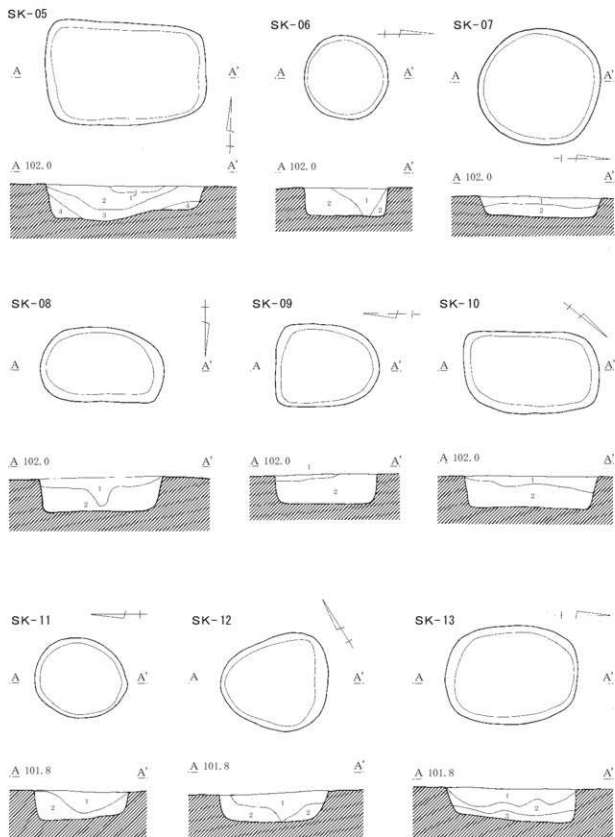 SK-05
SK-06
SK-07
A A'
A A'
A A'
A 102.0 A'
A 102.0 A'
A 102.0 A'
1 2 3 4
1 2 2
1 2
SK-08
SK-09
SK-10
A A'
A A'
A A'
A 102.0 A'
A 102.0 A'
A 102.0 A'
1 2
1 2
1 2
SK-11
SK-12
SK-13
A A'
A A'
A A'
A 101.8 A'
A 101.8 A'
A 101.8 A'
1 2
1 2 2
1 2 3